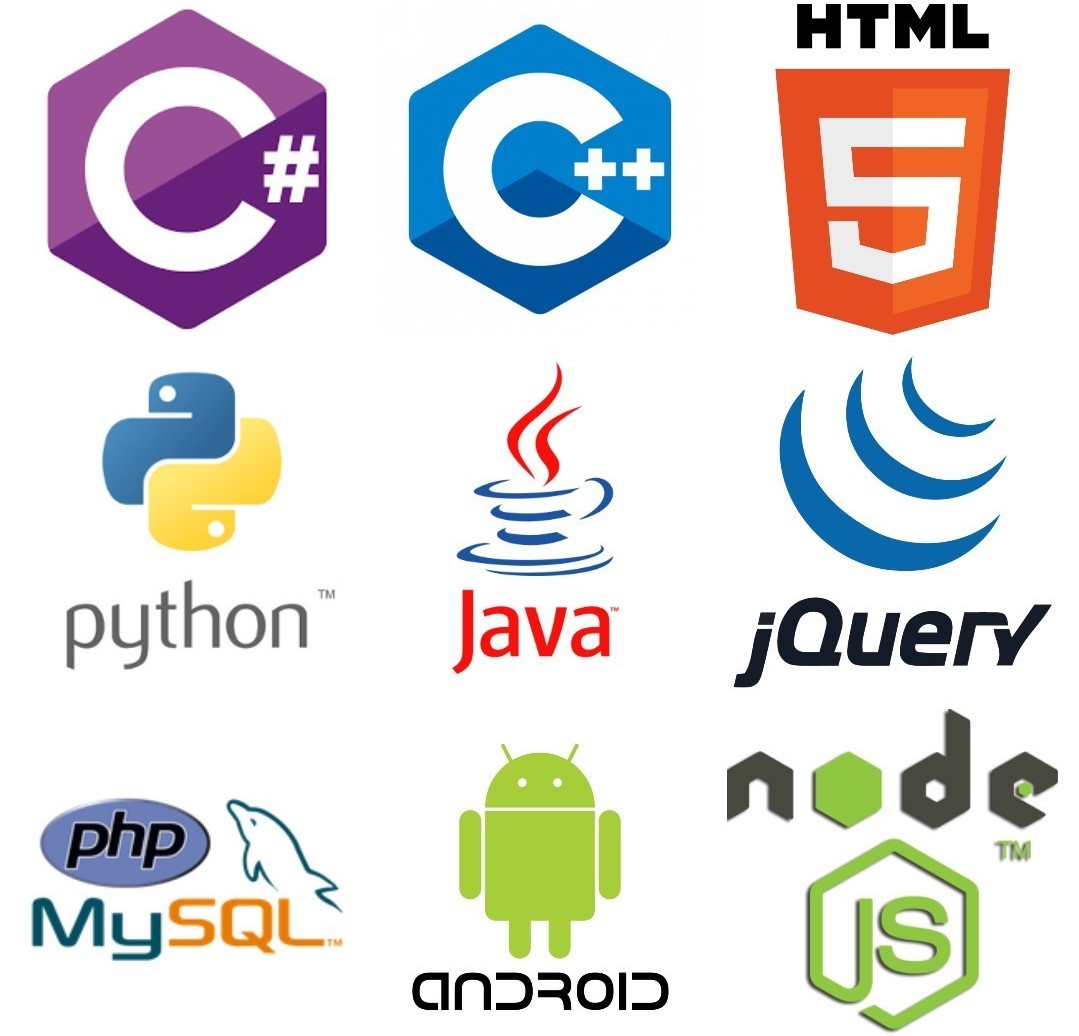 C#
C++
HTML
5
python™
Java™
jQuery
php
MySQL™
ANDROID
node
™
JS